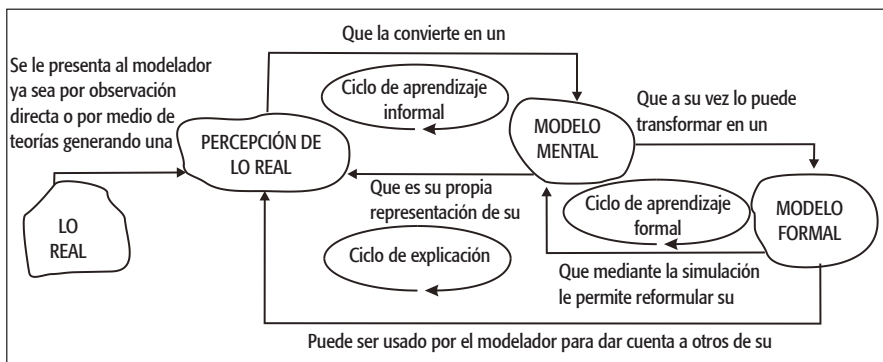 Que la convierte en un
Se le presenta al modelador
ya sea por observación
directa o por medio de
teorías generando una
Ciclo de aprendizaje
informal
Que a su vez lo puede
transformar en un
PERCEPCIÓN DE
LO REAL
MODELO
MENTAL
Que es su propia
representación de su
Ciclo de aprendizaje
formal
MODELO
FORMAL
LO
REAL
Ciclo de explicación
Que mediante la simulación
le permite reformular su
Puede ser usado por el modelador para dar cuenta a otros de su